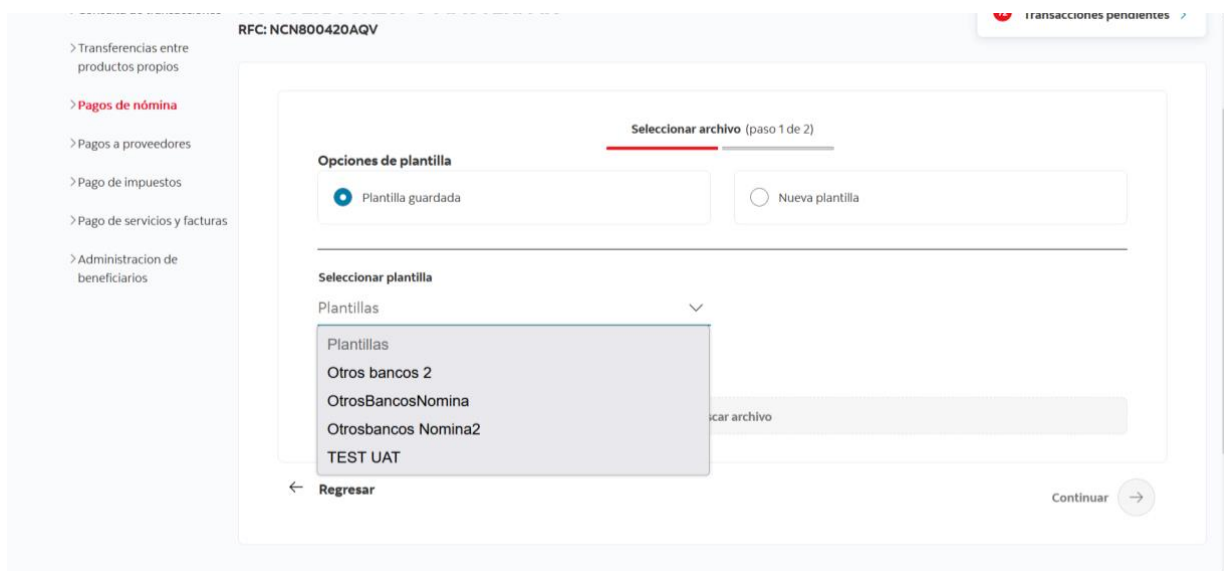 RFC: NCN800420AQV
Transacciones pendientes >
> Transferencias entre
productos propios
> Pagos de nómina
> Pagos a proveedores
> Pago de impuestos
> Pago de servicios y facturas
> Administracion de
beneficiarios
Seleccionar archivo (paso 1 de 2)
Opciones de plantilla
Plantilla guardada
Nueva plantilla
Seleccionar plantilla
Plantillas
Plantillas
Otros bancos 2
OtrosBancosNomina
Otrosbancos Nomina2
TEST UAT
car archivo
← Regresar
Continuar →